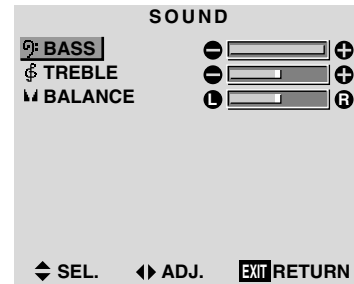 SOUND
BASS
TREBLE
BALANCE L R
SEL. ADJ. EXIT RETURN